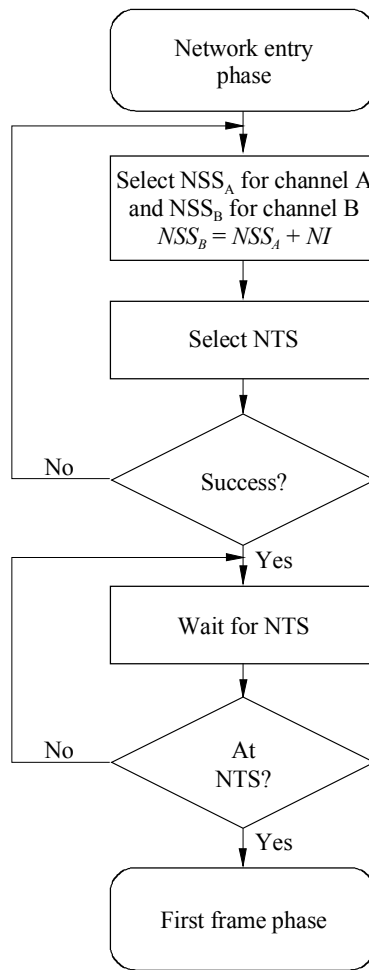 Network entry
phase
Select NSS_A for channel A
and NSS_B for channel B
NSS_B = NSS_A + NI
Select NTS
No
Success?
Yes
Wait for NTS
No
At
NTS?
Yes
First frame phase